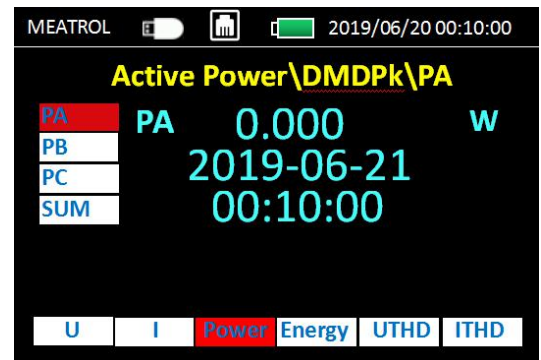 MEATROL 2019/06/20 00:10:00
Active Power\DMDPk\PA
PA
PB
PC
SUM
PA 0.000 W
2019-06-21
00:10:00
U I Power Energy UTHD ITHD